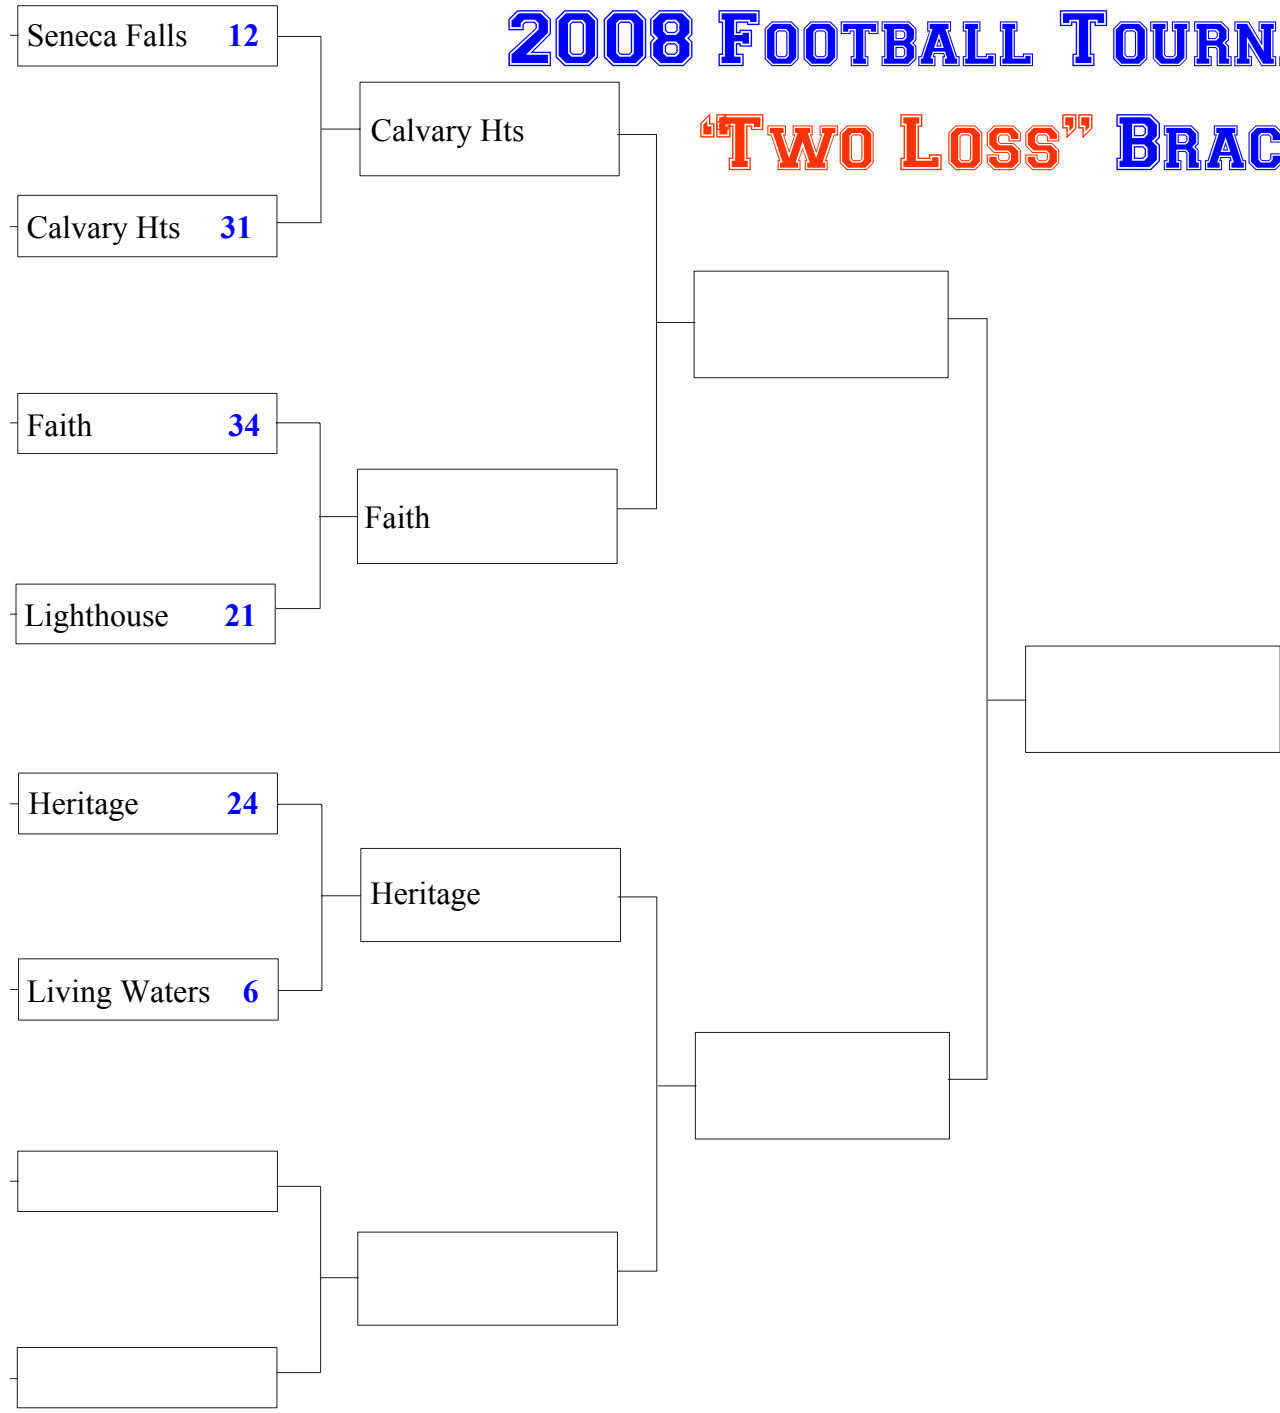 2008 FOOTBALL TOURN
“TWO LOSS” BRAC
Seneca Falls 12
Calvary Hts
Calvary Hts 31
Faith 34
Faith
Lighthouse 21
Heritage 24
Heritage
Living Waters 6